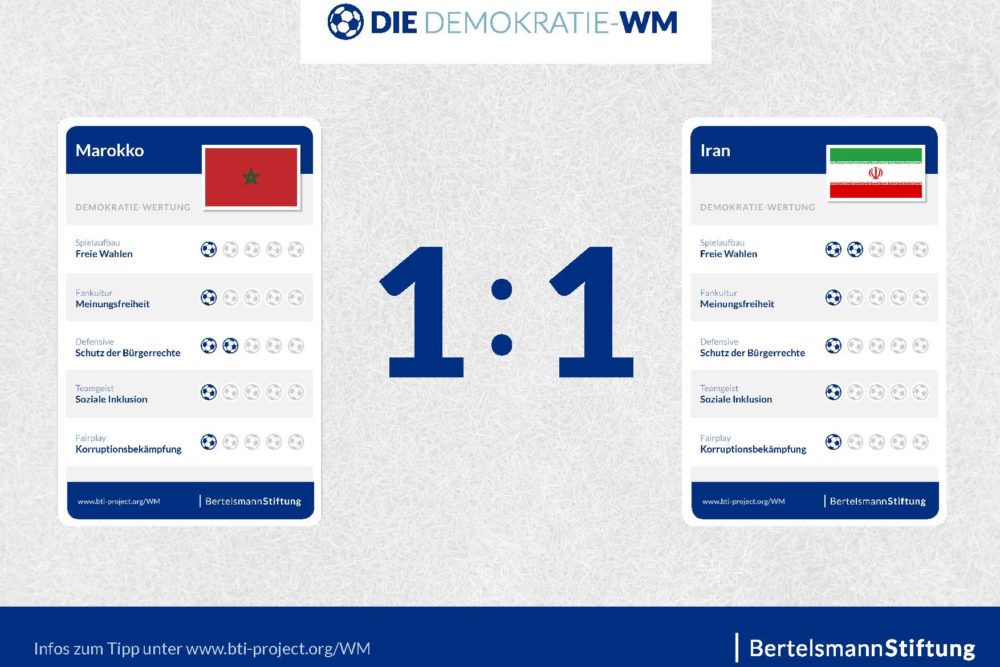 DIE DEMOKRATIE-WM
Marokko
DEMOKRATIE-WERTUNG
Spielaufbau
Freie Wahlen
Fankultur
Meinungsfreiheit
Defensive
Schutz der Bürgerrechte
Teamgeist
Soziale Inklusion
Fairplay
Korruptionsbekämpfung
www.bti-project.org/WM
BertelsmannStiftung
1:1
Iran
DEMOKRATIE-WERTUNG
Spielaufbau
Freie Wahlen
Fankultur
Meinungsfreiheit
Defensive
Schutz der Bürgerrechte
Teamgeist
Soziale Inklusion
Fairplay
Korruptionsbekämpfung
www.bti-project.org/WM
BertelsmannStiftung
Infos zum Tipp unter www.bti-project.org/WM
BertelsmannStiftung